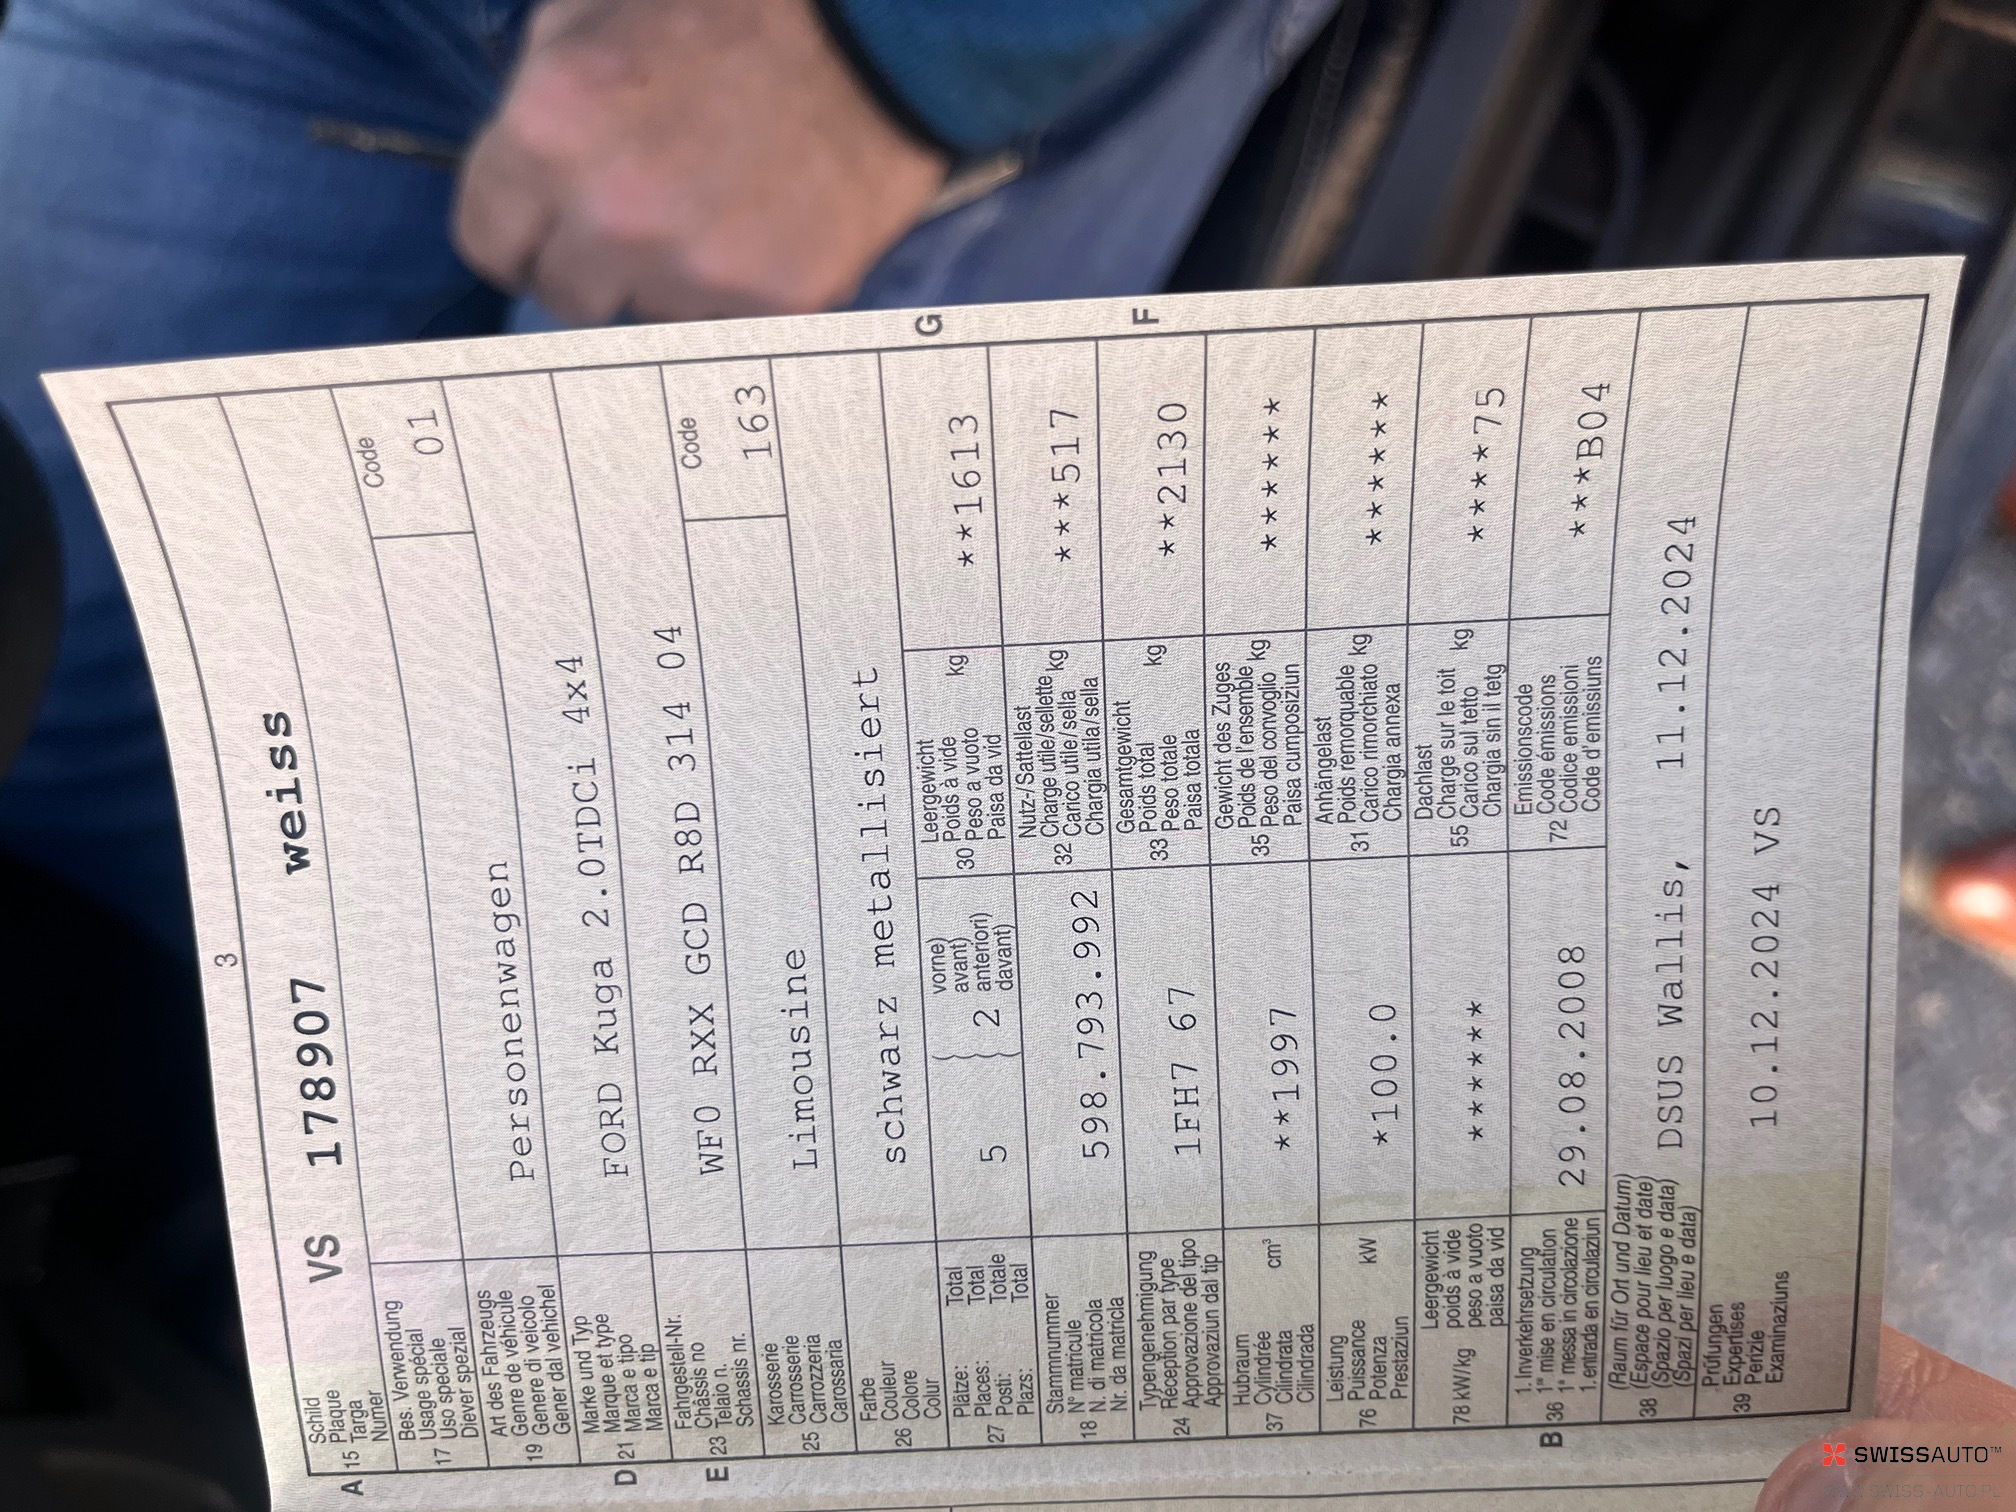 3
Schild
Plaque
A 15 Targa
Numer
VS 178907 weiss
Bes. Verwendung
Usage spécial
17 Uso speciale
Diever spezial
Code
01
Art des Fahrzeugs
Genre de véhicule
19 Genere di veicolo
Gener dal vehichel
Personenwagen
Marke und Typ
Marque et type
D 21 Marca e tipo
Marca e tip
FORD Kuga 2.0TDCi 4x4
Fahrgestell-Nr.
Châssis no
E 23 Telaio n.
Schassis nr.
WF0 RXX GCD R8D 314 04
Code
163
Karosserie
Carrosserie
25 Carrozzeria
Carossaria
Limousine
Farbe
Couleur
26 Colore
Colur
schwarz metallisiert
Plätze: Total
Places: Total
27 Posti: Totale
Plazs: Total
5
vorne)
avant)
anteriori)
davant)
2
Leergewicht
Poids à vide
30 Peso a vuoto kg
Paisa da vid
**1613
G
Stammnummer
N° matricule
18 N. di matricola
Nr. da matricla
598.793.992
Nutz-/Sattellast
Charge utile/sellette kg
32 Carico utile/sella
Chargia utila/sella
***517
Typengenehmigung
Réception par type
24 Approvazione del tipo
Approvaziun dal tip
1FH7 67
Gesamtgewicht
Poids total
33 Peso totale kg
Paisa totala
**2130
F
Hubraum
Cylindrée cm³
37 Cilindrata
Cilindrada
**1997
Gewicht des Zuges
Poids de l'ensemble kg
35 Peso del convoglio
Paisa cumposiziun
*******
Leistung
Puissance kW
76 Potenza
Prestaziun
*100.0
Anhängelast
Poids remorquable kg
31 Carico rimorchiato
Chargia annexa
*******
Leergewicht
78 kW/kg poids à vide
peso a vuoto
paisa da vid
******
Dachlast
Charge sur le toit
55 Carico sul tetto kg
Chargia sin il tetg
*****75
1. Inverkehrsetzung
B 36 1re mise en circulation
1a messa in circolazione
1. entrada en circulaziun
29.08.2008
Emissionscode
72 Code émissions
Codice emissioni
Code d'emissiuns
***B04
(Raum für Ort und Datum)
(Espace pour lieu et date)
38 (Spazio per luogo e data)
(Spazi per lieu e data)
DSUS Wallis, 11.12.2024
Prüfungen
Expertises
39 Perizie
Examinaziuns
10.12.2024 VS
SWISSAUTO™